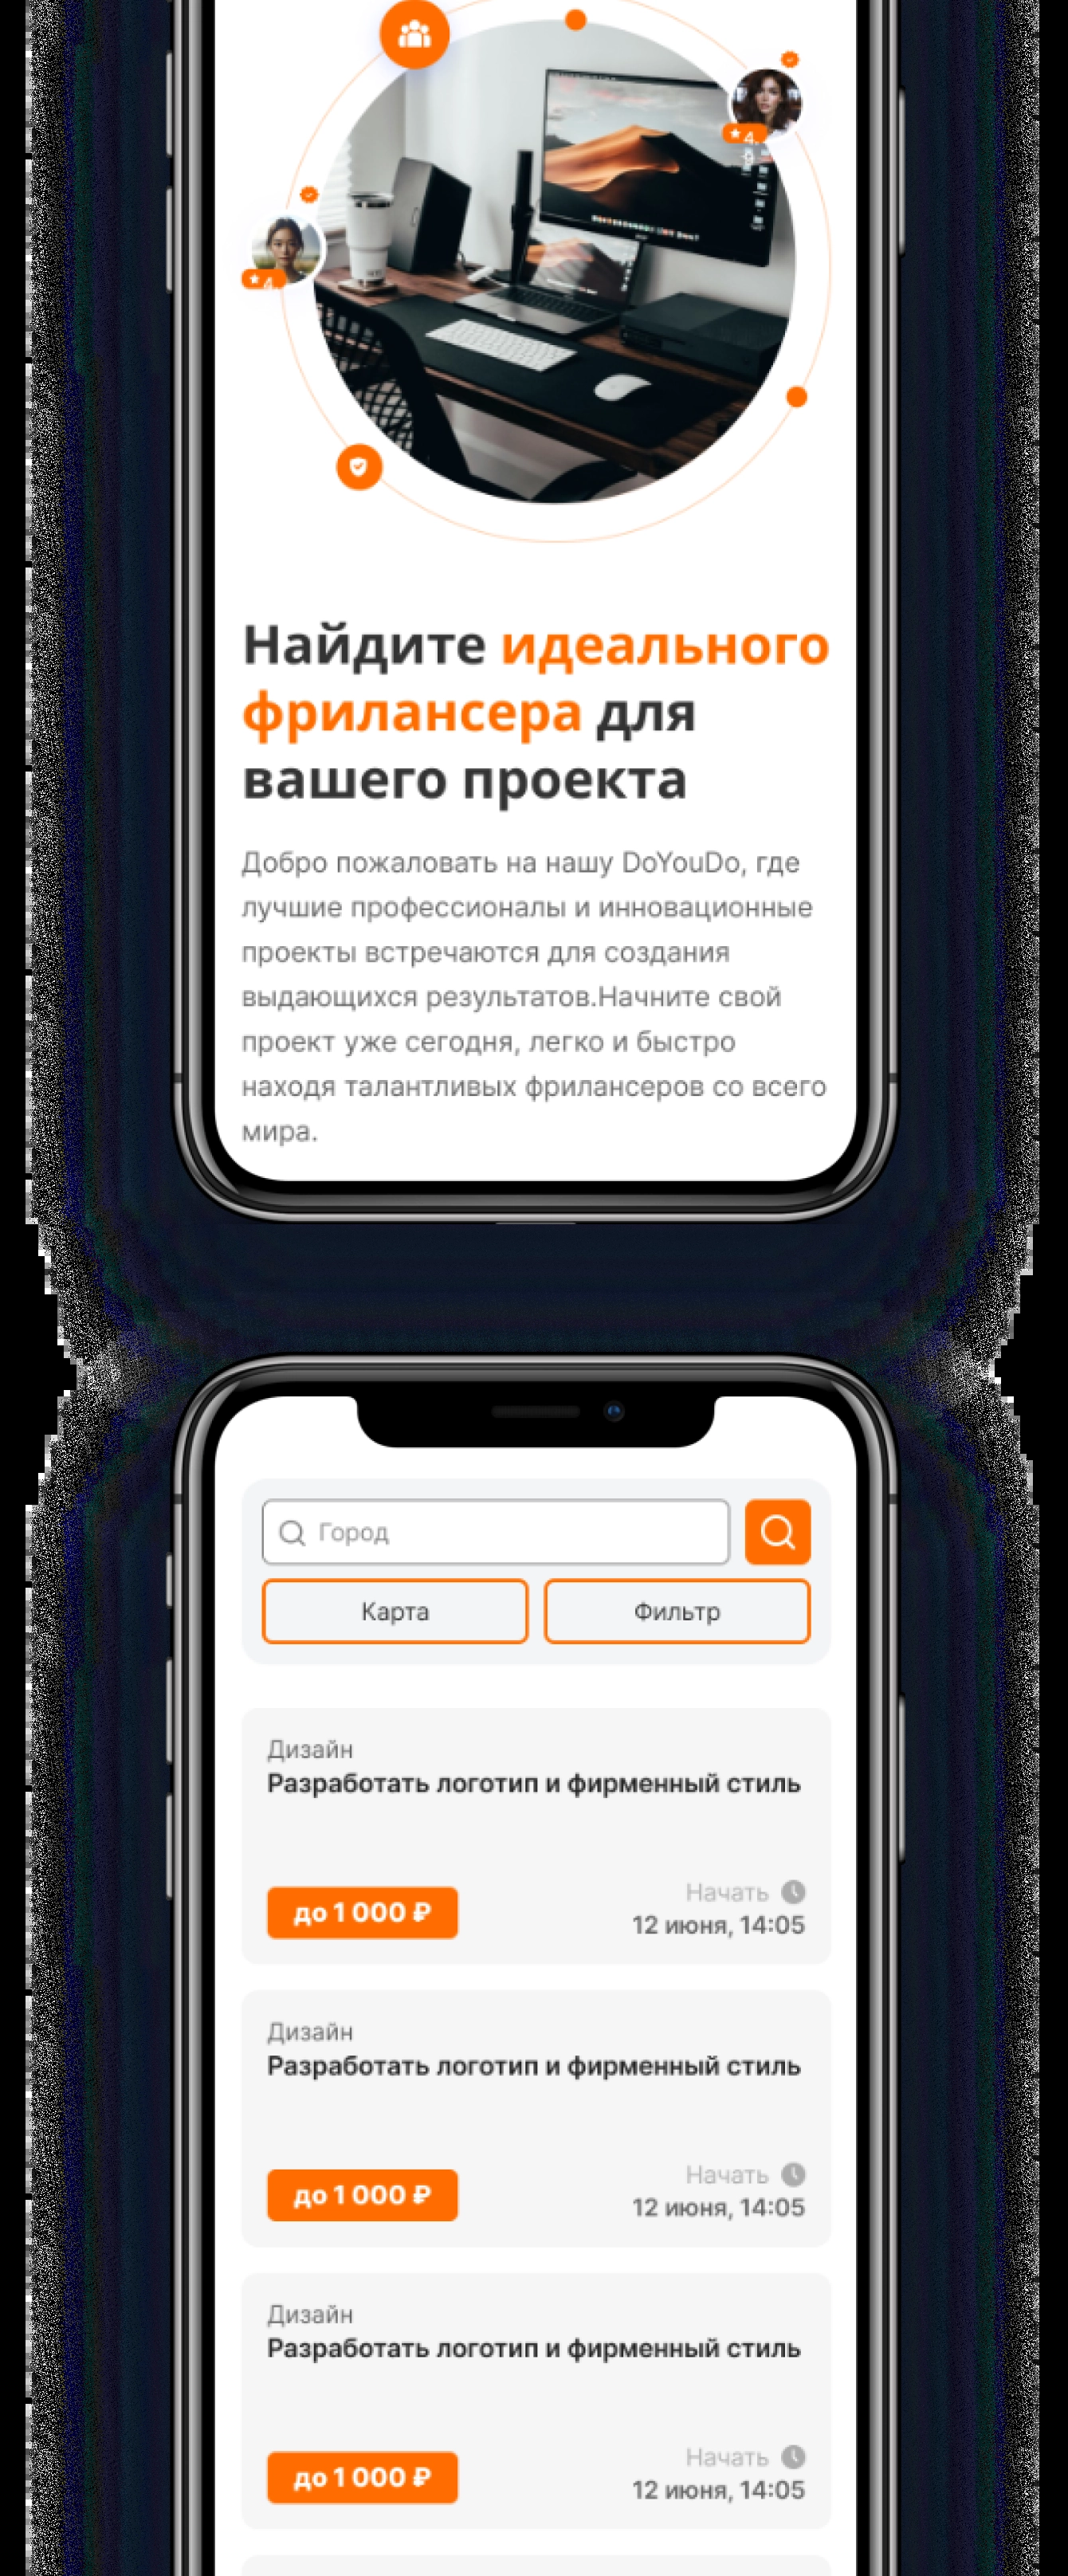 4.
Найдите идеального
фрилансера для
вашего проекта
Добро пожаловать на нашу DoYouDo, где
лучшие профессионалы и инновационные
проекты встречаются для создания
выдающихся результатов.Начните свой
проект уже сегодня, легко и быстро
находя талантливых фрилансеров со всего
мира.
Город
Карта
Фильтр
Дизайн
Разработать логотип и фирменный стиль
Начать
до 1 000 ₽
12 июня, 14:05
Дизайн
Разработать логотип и фирменный стиль
Начать
до 1 000 ₽
12 июня, 14:05
Дизайн
Разработать логотип и фирменный стиль
Начать
до 1 000 ₽
12 июня, 14:05